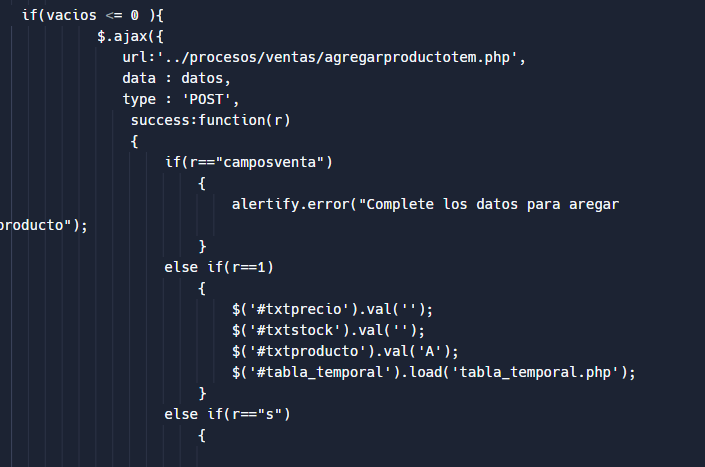 if(vacios <= 0 ){
$.ajax({
url:'../procesos/ventas/agregarproductotem.php',
data : datos,
type : 'POST',
success:function(r)
{
if(r=="camposventa")
{
alertify.error("Complete los datos para aregar
producto");
}
else if(r==1)
{
$('#txtprecio').val('');
$('#txtstock').val('');
$('#txtproducto').val('A');
$('#tabla_temporal').load('tabla_temporal.php');
}
else if(r=="s")
{